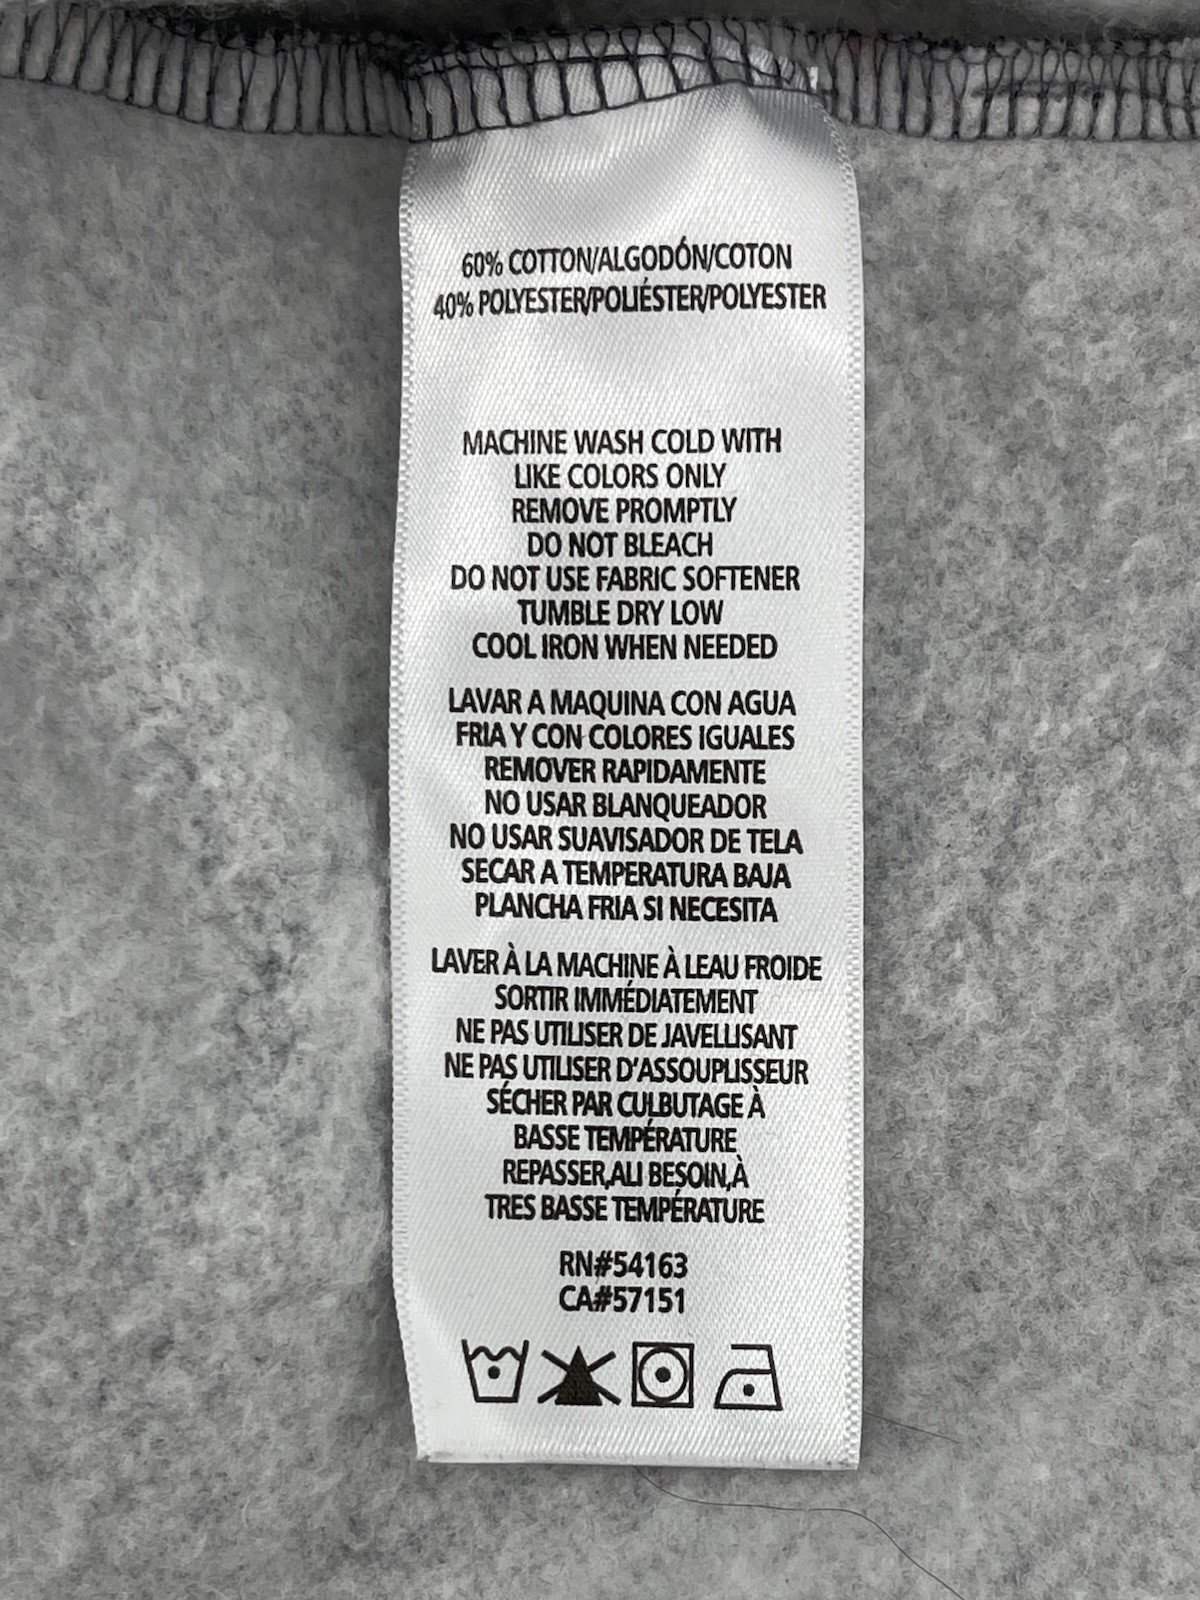 60% COTTON/ALGODÓN/COTON
40% POLYESTER/POLIÉSTER/POLYESTER
MACHINE WASH COLD WITH
LIKE COLORS ONLY
REMOVE PROMPTLY
DO NOT BLEACH
DO NOT USE FABRIC SOFTENER
TUMBLE DRY LOW
COOL IRON WHEN NEEDED
LAVAR A MAQUINA CON AGUA
FRIA Y CON COLORES IGUALES
REMOVER RAPIDAMENTE
NO USAR BLANQUEADOR
NO USAR SUAVISADOR DE TELA
SECAR A TEMPERATURA BAJA
PLANCHA FRIA SI NECESITA
LAVER À LA MACHINE À LEAU FROIDE
SORTIR IMMÉDIATEMENT
NE PAS UTILISER DE JAVELLISANT
NE PAS UTILISER D'ASSOUPLISSEUR
SÉCHER PAR CULBUTAGE À
BASSE TEMPÉRATURE
REPASSER,ALI BESOIN,À
TRES BASSE TEMPÉRATURE
RN#54163
CA#57151